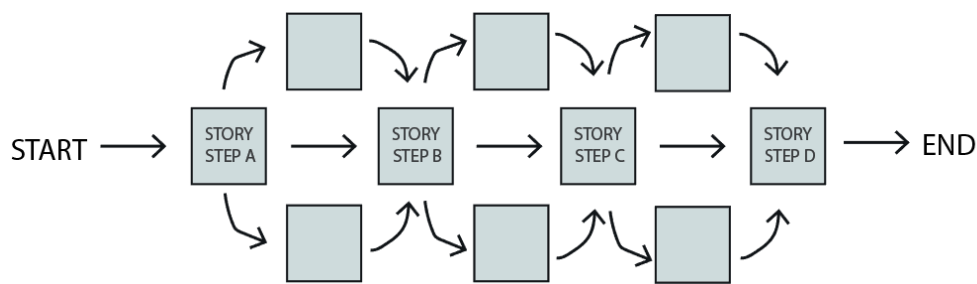 START
STORY
STEP A
STORY
STEP B
STORY
STEP C
STORY
STEP D
END